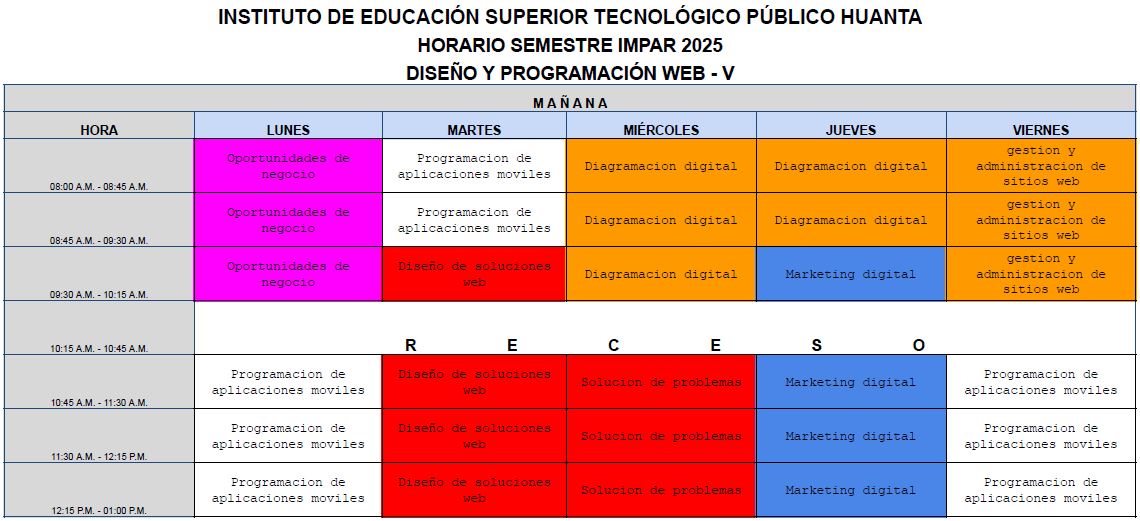 INSTITUTO DE EDUCACIÓN SUPERIOR TECNOLÓGICO PÚBLICO HUANTA
HORARIO SEMESTRE IMPAR 2025
DISEÑO Y PROGRAMACIÓN WEB - V
M A Ñ A N A
HORA LUNES MARTES MIÉRCOLES JUEVES VIERNES
08:00 A.M. - 08:45 A.M. Oportunidades de negocio Programacion de aplicaciones moviles Diagramacion digital Diagramacion digital gestion y administracion de sitios web
08:45 A.M. - 09:30 A.M. Oportunidades de negocio Programacion de aplicaciones moviles Diagramacion digital Diagramacion digital gestion y administracion de sitios web
09:30 A.M. - 10:15 A.M. Oportunidades de negocio Diseño de soluciones web Diagramacion digital Marketing digital gestion y administracion de sitios web
10:15 A.M. - 10:45 A.M. R E C E S O
10:45 A.M. - 11:30 A.M. Programacion de aplicaciones moviles Diseño de soluciones web Solucion de problemas Marketing digital Programacion de aplicaciones moviles
11:30 A.M. - 12:15 P.M. Programacion de aplicaciones moviles Diseño de soluciones web Solucion de problemas Marketing digital Programacion de aplicaciones moviles
12:15 P.M. - 01:00 P.M. Programacion de aplicaciones moviles Diseño de soluciones web Solucion de problemas Marketing digital Programacion de aplicaciones moviles